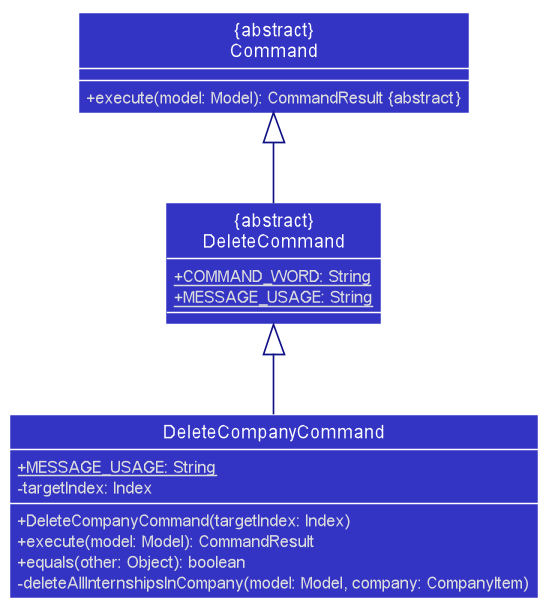 {abstract}
Command
+execute(model: Model): CommandResult {abstract}
{abstract}
DeleteCommand
+COMMAND_WORD: String
+MESSAGE_USAGE: String
DeleteCompanyCommand
+MESSAGE_USAGE: String
-targetIndex: Index
+DeleteCompanyCommand(targetIndex: Index)
+execute(model: Model): CommandResult
+equals(other: Object): boolean
-deleteAllInternshipsInCompany(model: Model, company: CompanyItem)